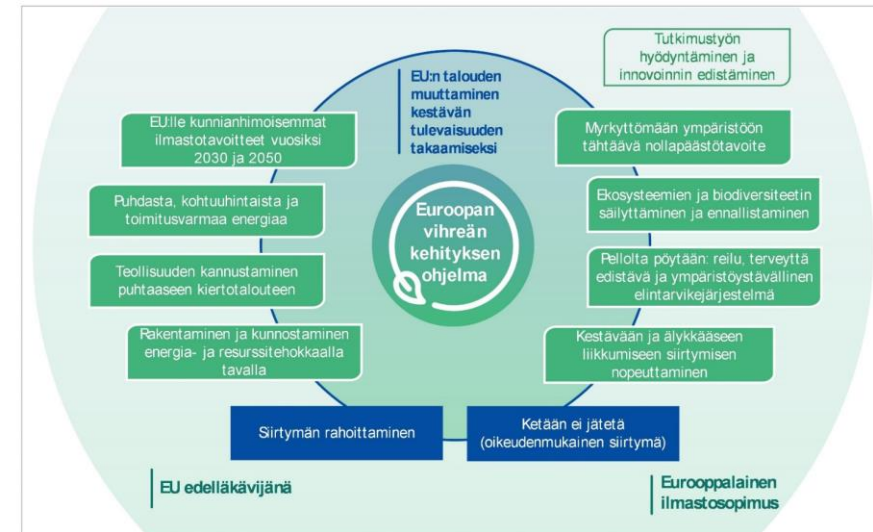 Tutkimustyön
hyödyntäminen ja
innovoinnin edistäminen
EU:n talouden
muuttaminen
kestävän
tulevaisuuden
takaamiseksi
EU:lle kunnianhimoisemmat
ilmastotavoitteet vuosiksi
2030 ja 2050
Puhdasta, kohtuuhintaista ja
toimitusvarmaa energiaa
Teollisuuden kannustaminen
puhtaaseen kiertotalouteen
Rakentaminen ja kunnostaminen
energia- ja resurssitehokkaalla
tavalla
Euroopan
vihreän
kehityksen
ohjelma
Myrkyttömään ympäristöön
tähtäävä nollapäästötavoite
Ekosysteemien ja biodiversiteetin
säilyttäminen ja ennallistaminen
Pellolta pöytään: reilu, terveyttä
edistävä ja ympäristöystävällinen
elintarvikejärjestelmä
Kestävään ja älykkääseen
liikkumiseen siirtymisen
nopeuttaminen
Siirtymän rahoittaminen
Ketään ei jätetä
(oikeudenmukainen siirtymä)
EU edelläkävijänä
Eurooppalainen
ilmastosopimus